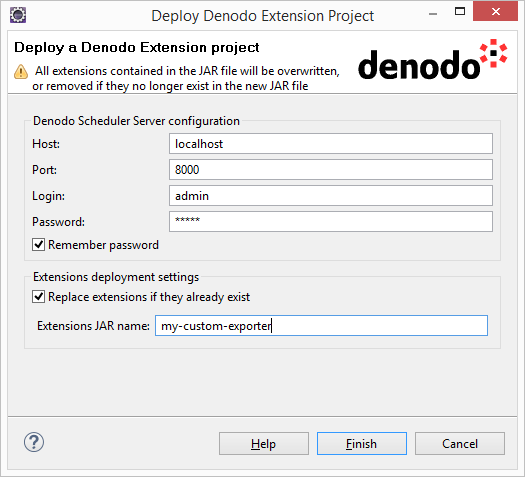 Deploy Denodo Extension Project
Deploy a Denodo Extension project
All extensions contained in the JAR file will be overwritten,
or removed if they no longer exist in the new JAR file
denodo
Denodo Scheduler Server configuration
Host: localhost
Port: 8000
Login: admin
Password: *****
Remember password
Extensions deployment settings
Replace extensions if they already exist
Extensions JAR name: my-custom-exporter
? Help Finish Cancel